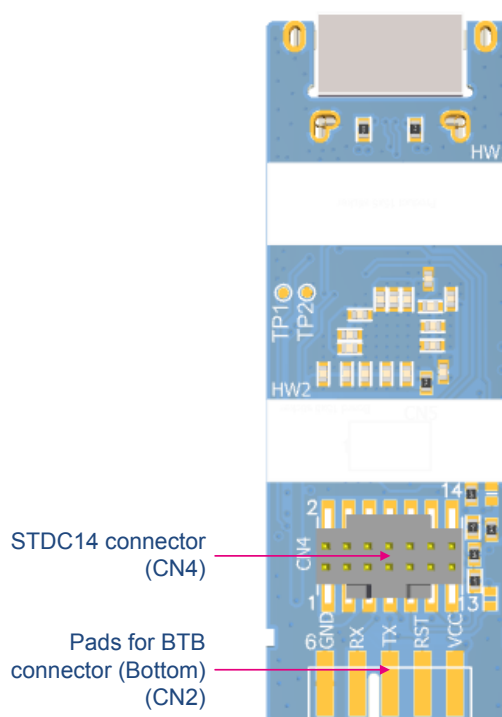 HW
TP1
TP2
HW2
2
14
STDC14 connector
(CN4)
CN4
1
13
Pads for BTB
connector (Bottom)
(CN2)
6
GND
RX
TX
RST
VCC